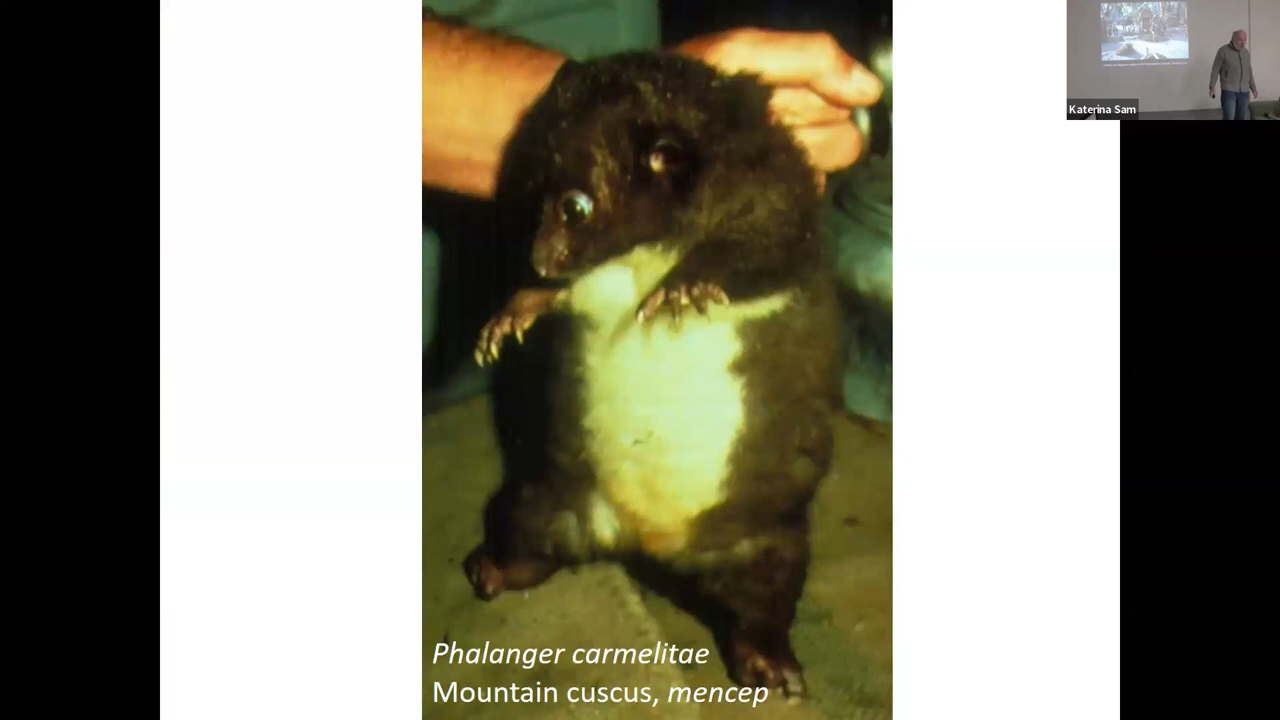 Katerina Sam
Phalanger carmelitae
Mountain cuscus, mencep